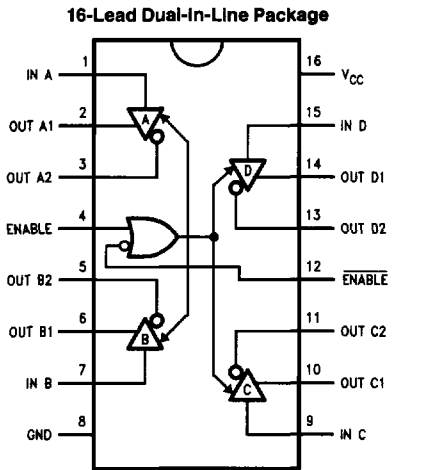 16-Lead Dual-In-Line Package
1 IN A
2 OUT A1
3 OUT A2
4 ENABLE
5 OUT B2
6 OUT B1
7 IN B
8 GND
A
B
D
C
16 VCC
15 IN D
14 OUT D1
13 OUT D2
12 ENABLE
11 OUT C2
10 OUT C1
9 IN C